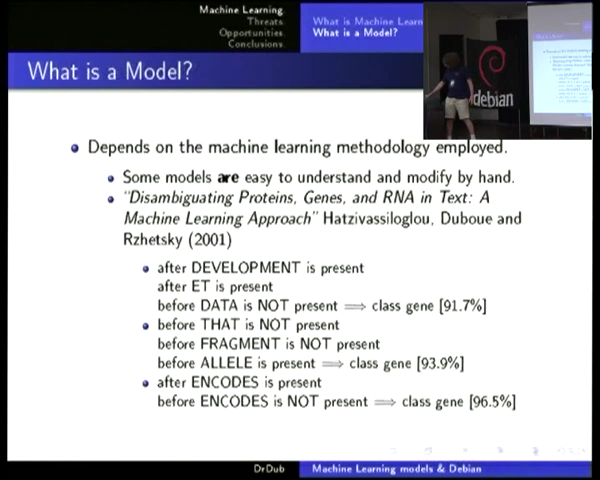 Machine Learning
Threats
Opportunities
Conclusions
What is Machine Learn
What is a Model?
What is a Model?
debian
Depends on the machine learning methodology employed.
Some models are easy to understand and modify by hand.
"Disambiguating Proteins, Genes, and RNA in Text: A
Machine Learning Approach" Hatzivassiloglou, Duboue and
Rzhetsky (2001)
after DEVELOPMENT is present
after ET is present
before DATA is NOT present ⟹ class gene [91.7%]
before THAT is NOT present
before FRAGMENT is NOT present
before ALLELE is present ⟹ class gene [93.9%]
after ENCODES is present
before ENCODES is NOT present ⟹ class gene [96.5%]
DrDub
Machine Learning models & Debian